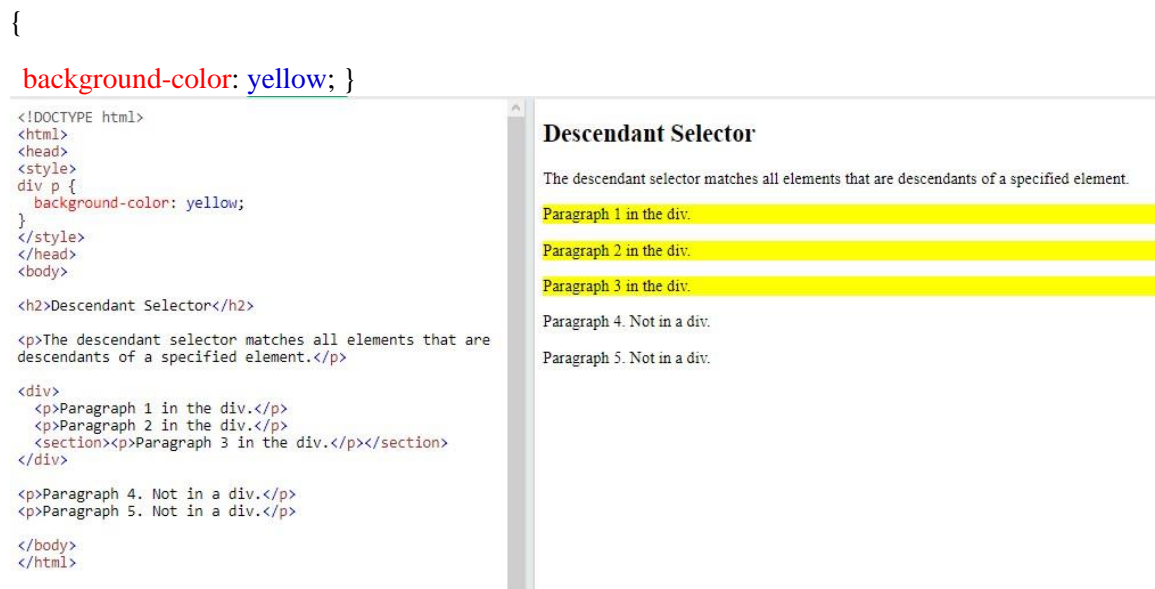 {
background-color: yellow; }
<!DOCTYPE html>
<html>
<head>
<style>
div p {
  background-color: yellow;
}
</style>
</head>
<body>
<h2>Descendant Selector</h2>
<p>The descendant selector matches all elements that are
descendants of a specified element.</p>
<div>
  <p>Paragraph 1 in the div.</p>
  <p>Paragraph 2 in the div.</p>
  <section><p>Paragraph 3 in the div.</p></section>
</div>
<p>Paragraph 4. Not in a div.</p>
<p>Paragraph 5. Not in a div.</p>
</body>
</html>
Descendant Selector
The descendant selector matches all elements that are descendants of a specified element.
Paragraph 1 in the div.
Paragraph 2 in the div.
Paragraph 3 in the div.
Paragraph 4. Not in a div.
Paragraph 5. Not in a div.